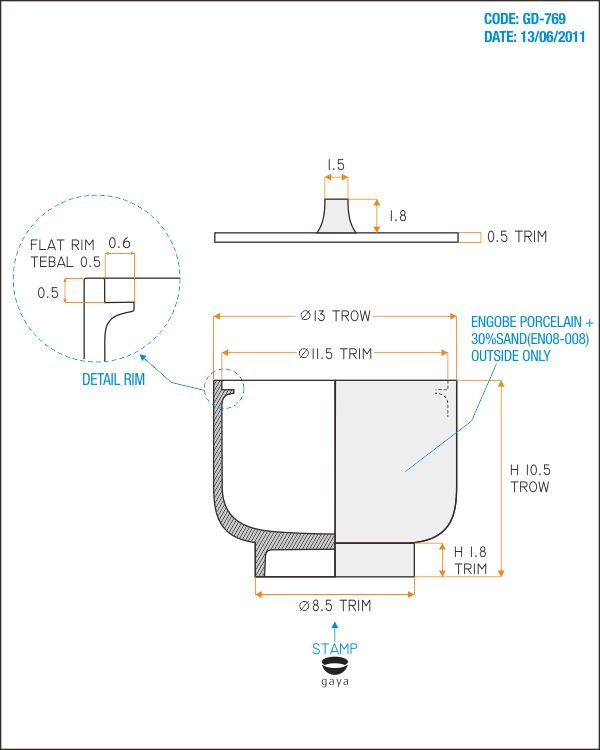 CODE: GD-769
DATE: 13/06/2011
1.5
1.8
0.5 TRIM
FLAT RIM
TEBAL 0.5
0.6
0.5
DETAIL RIM
Ø13 TROW
Ø11.5 TRIM
ENGOBE PORCELAIN +
30%SAND(EN08-008)
OUTSIDE ONLY
H 10.5
TROW
H 1.8
TRIM
Ø8.5 TRIM
STAMP
gaya